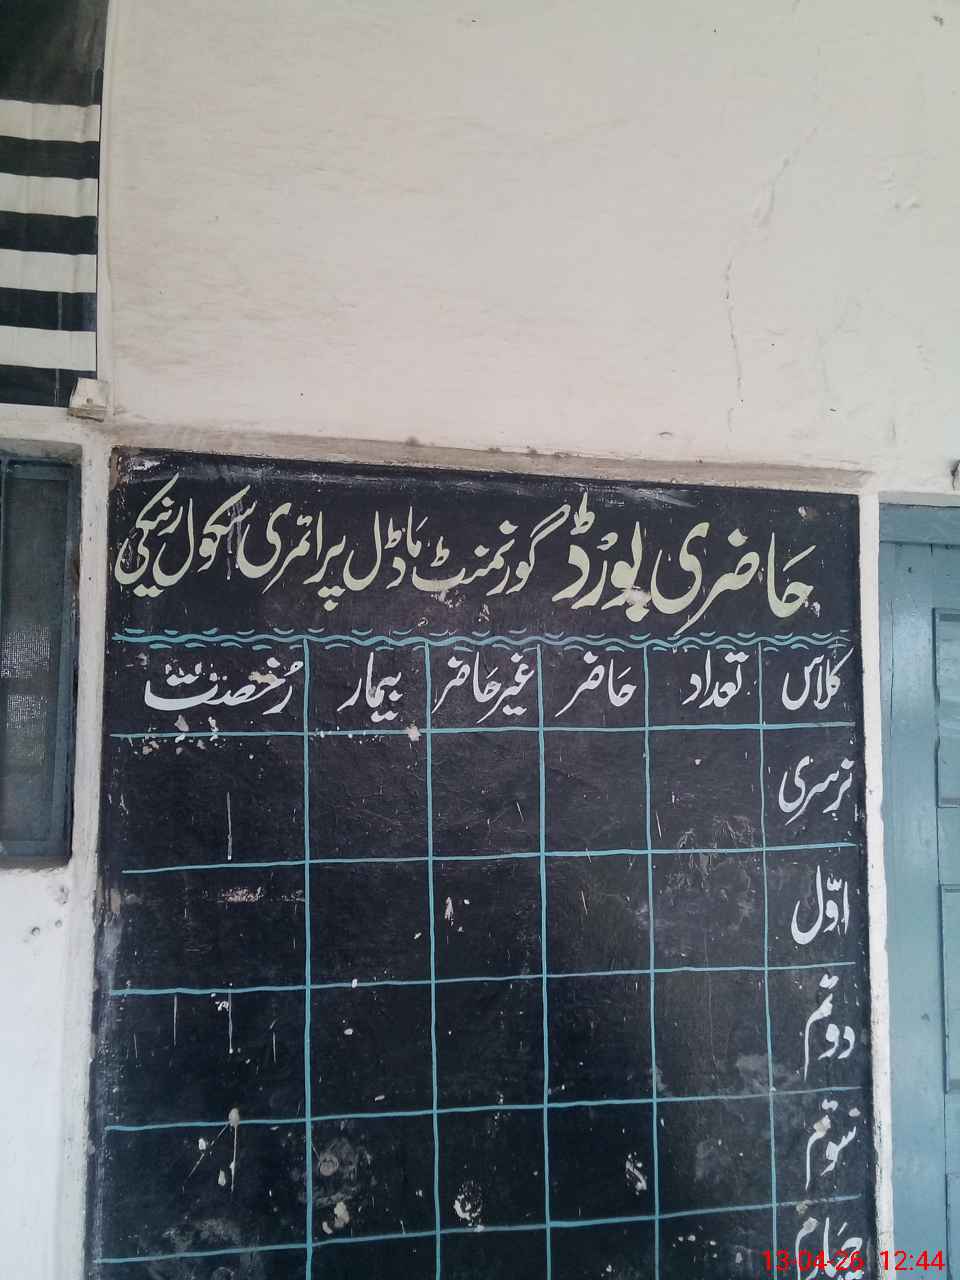 حاضری بورڈ گورنمنٹ ماڈل پرائمری سکول رنیکی
کلاس تعداد حاضر غیر حاضر بیمار رخصت
نرسری
اوّل
دوئم
سوئم
چہارم
13-04-26 12:44